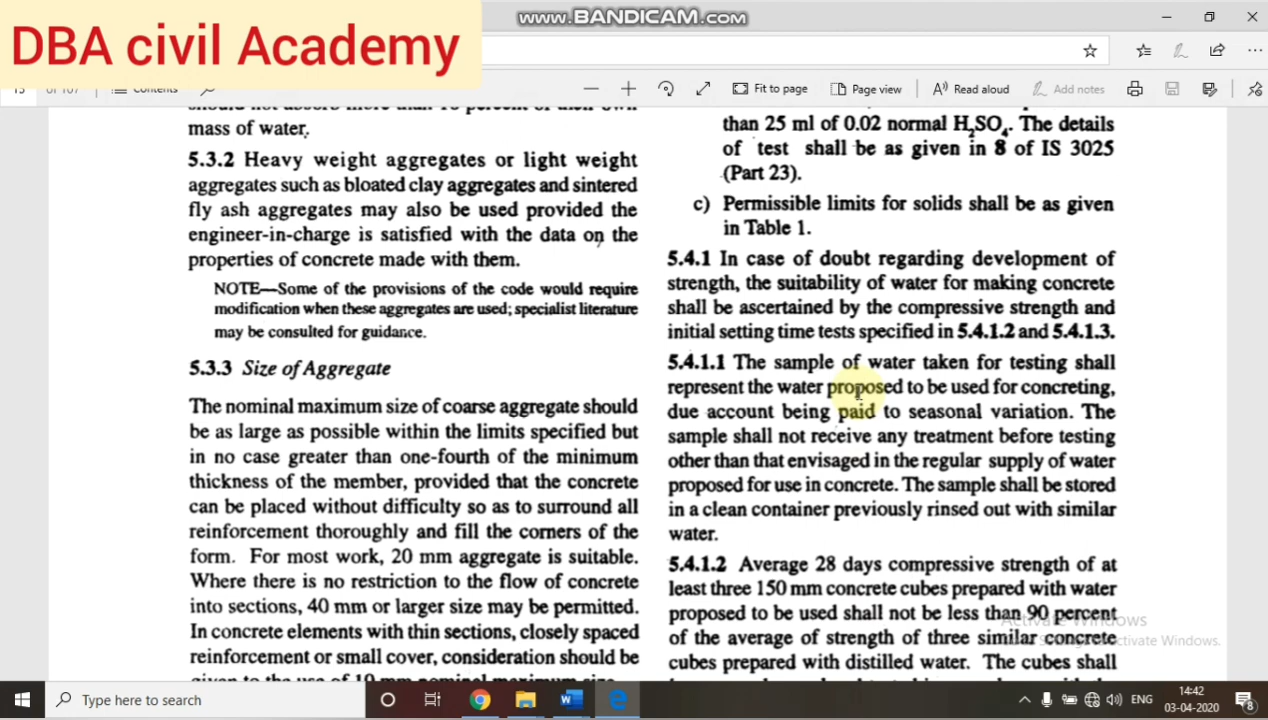 www.BANDICAM.com
DBA civil Academy
of 107
Contents
Fit to page
Page view
Read aloud
Add notes
mass of water.
5.3.2 Heavy weight aggregates or light weight
aggregates such as bloated clay aggregates and sintered
fly ash aggregates may also be used provided the
engineer-in-charge is satisfied with the data on the
properties of concrete made with them.
NOTE—Some of the provisions of the code would require
modification when these aggregates are used; specialist literature
may be consulted for guidance.
5.3.3 Size of Aggregate
The nominal maximum size of coarse aggregate should
be as large as possible within the limits specified but
in no case greater than one-fourth of the minimum
thickness of the member, provided that the concrete
can be placed without difficulty so as to surround all
reinforcement thoroughly and fill the corners of the
form. For most work, 20 mm aggregate is suitable.
Where there is no restriction to the flow of concrete
into sections, 40 mm or larger size may be permitted.
In concrete elements with thin sections, closely spaced
reinforcement or small cover, consideration should be
given to the use of 10 mm nominal maximum size
than 25 ml of 0.02 normal H₂SO₄. The details
of test shall be as given in 8 of IS 3025
(Part 23).
c) Permissible limits for solids shall be as given
in Table 1.
5.4.1 In case of doubt regarding development of
strength, the suitability of water for making concrete
shall be ascertained by the compressive strength and
initial setting time tests specified in 5.4.1.2 and 5.4.1.3.
5.4.1.1 The sample of water taken for testing shall
represent the water proposed to be used for concreting,
due account being paid to seasonal variation. The
sample shall not receive any treatment before testing
other than that envisaged in the regular supply of water
proposed for use in concrete. The sample shall be stored
in a clean container previously rinsed out with similar
water.
5.4.1.2 Average 28 days compressive strength of at
least three 150 mm concrete cubes prepared with water
proposed to be used shall not be less than 90 percent
of the average of strength of three similar concrete
cubes prepared with distilled water. The cubes shall
Activate Windows
Activate Windows.
Type here to search
ENG
14:42
03-04-2020
8